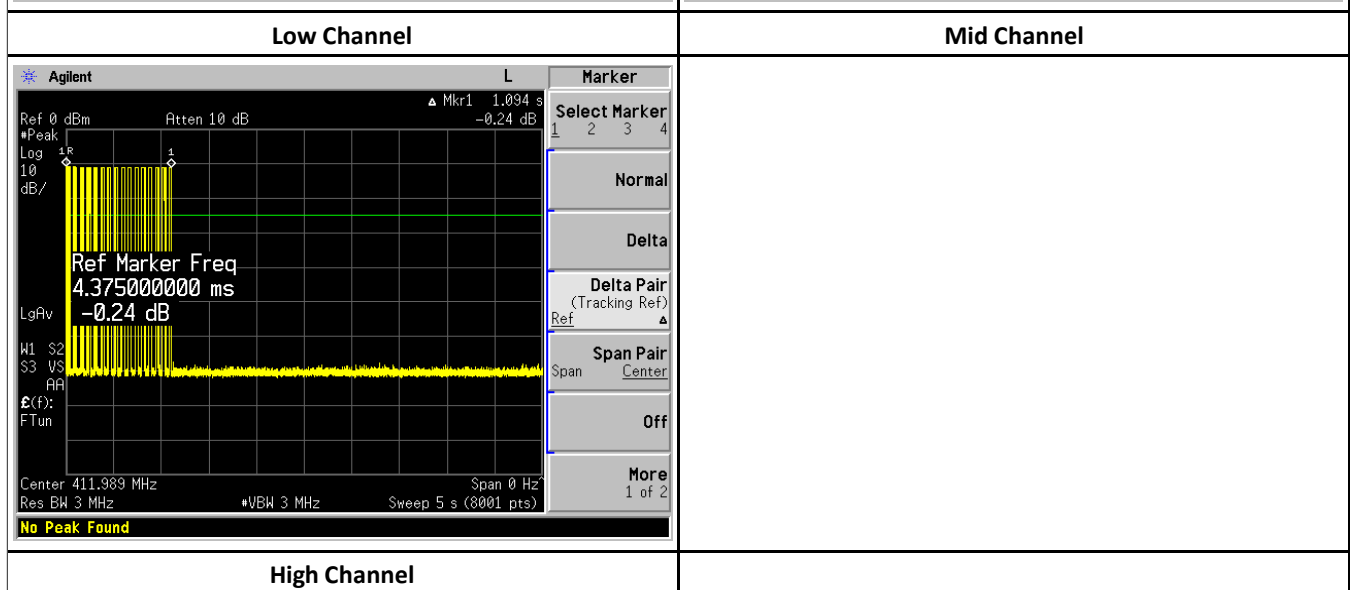 Low Channel
Mid Channel
Agilent
L
Marker
Δ Mkr1 1.094 s
Ref 0 dBm Atten 10 dB -0.24 dB
#Peak
Log
10
dB/
1R
1
Ref Marker Freq
4.375000000 ms
-0.24 dB
LgAv
W1 S2
S3 VS
AA
£(f):
FTun
Center 411.989 MHz Span 0 Hz^
Res BW 3 MHz #VBW 3 MHz Sweep 5 s (8001 pts)
No Peak Found
Select Marker
1 2 3 4
Normal
Delta
Delta Pair
(Tracking Ref)
Ref Δ
Span Pair
Span Center
Off
More
1 of 2
High Channel